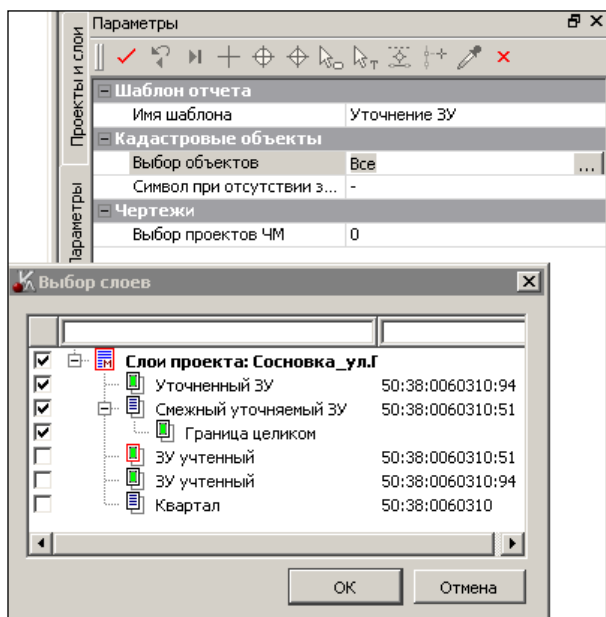 Проекты и слои
Параметры
Параметры
Шаблон отчета
Имя шаблона Уточнение ЗУ
Кадастровые объекты
Выбор объектов Все ...
Символ при отсутствии з... -
Чертежи
Выбор проектов ЧМ 0
Выбор слоев
Слои проекта: Сосновка_ул.Г
Уточненный ЗУ 50:38:0060310:94
Смежный уточняемый ЗУ 50:38:0060310:51
Граница целиком
ЗУ учтенный 50:38:0060310:51
ЗУ учтенный 50:38:0060310:94
Квартал 50:38:0060310
ОК Отмена